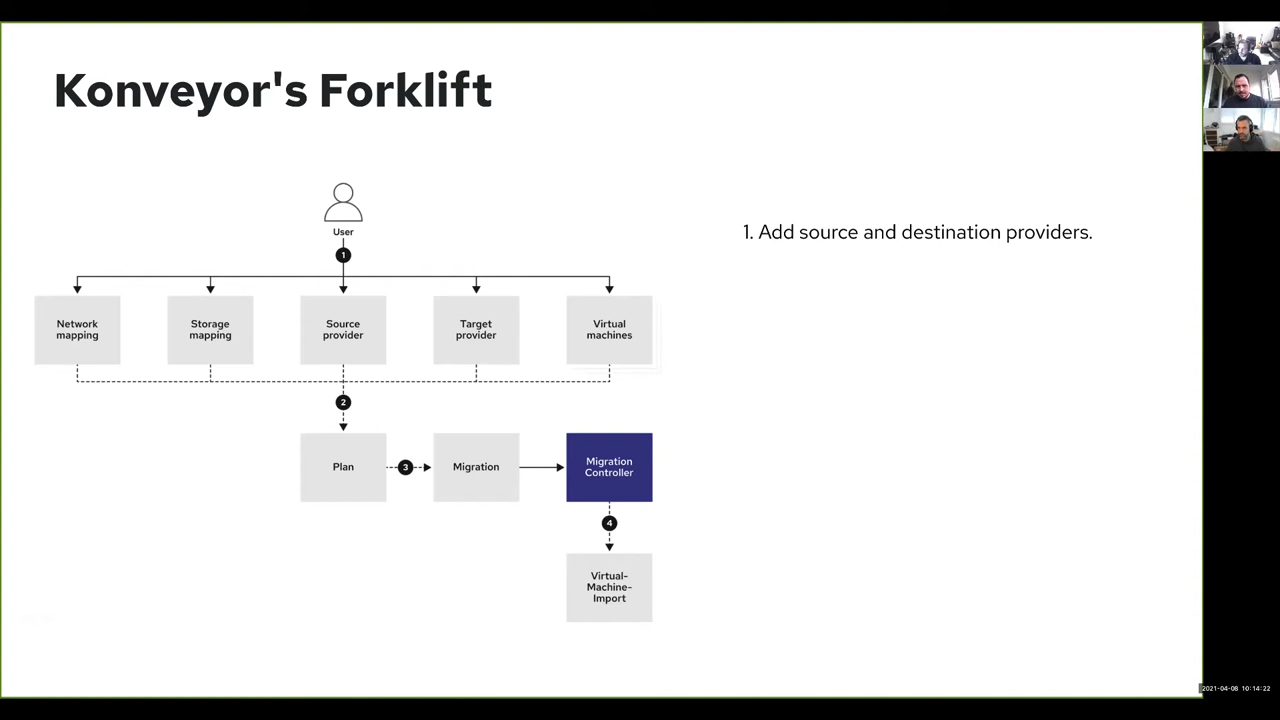 Konveyor's Forklift
User
1
1. Add source and destination providers.
Network
mapping
Storage
mapping
Source
provider
Target
provider
Virtual
machines
2
Plan
3
Migration
Migration
Controller
4
Virtual-
Machine-
Import
2021-04-08 10:14:22